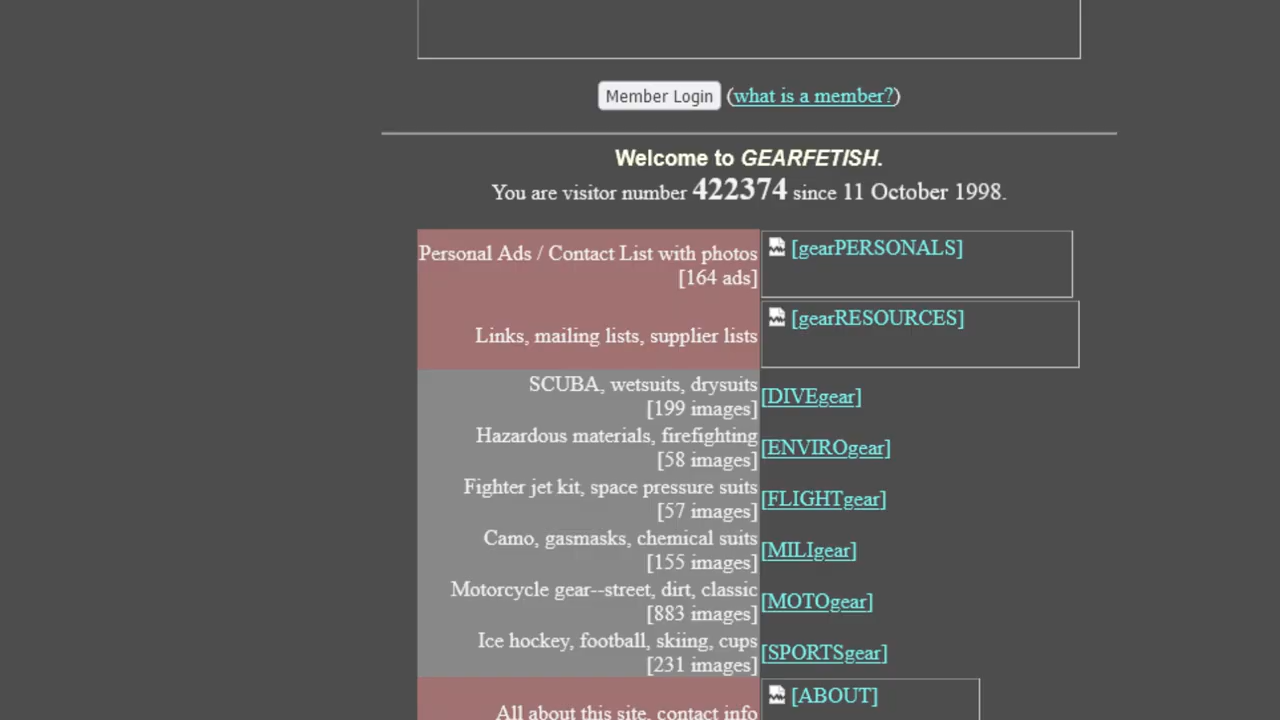 Member Login (what is a member?)
Welcome to GEARFETISH.
You are visitor number 422374 since 11 October 1998.
Personal Ads / Contact List with photos
[164 ads]
[gearPERSONALS]
Links, mailing lists, supplier lists
[gearRESOURCES]
SCUBA, wetsuits, drysuits
[199 images]
[DIVEgear]
Hazardous materials, firefighting
[58 images]
[ENVIROgear]
Fighter jet kit, space pressure suits
[57 images]
[FLIGHTgear]
Camo, gasmasks, chemical suits
[155 images]
[MILIgear]
Motorcycle gear--street, dirt, classic
[883 images]
[MOTOgear]
Ice hockey, football, skiing, cups
[231 images]
[SPORTSgear]
All about this site, contact info
[ABOUT]